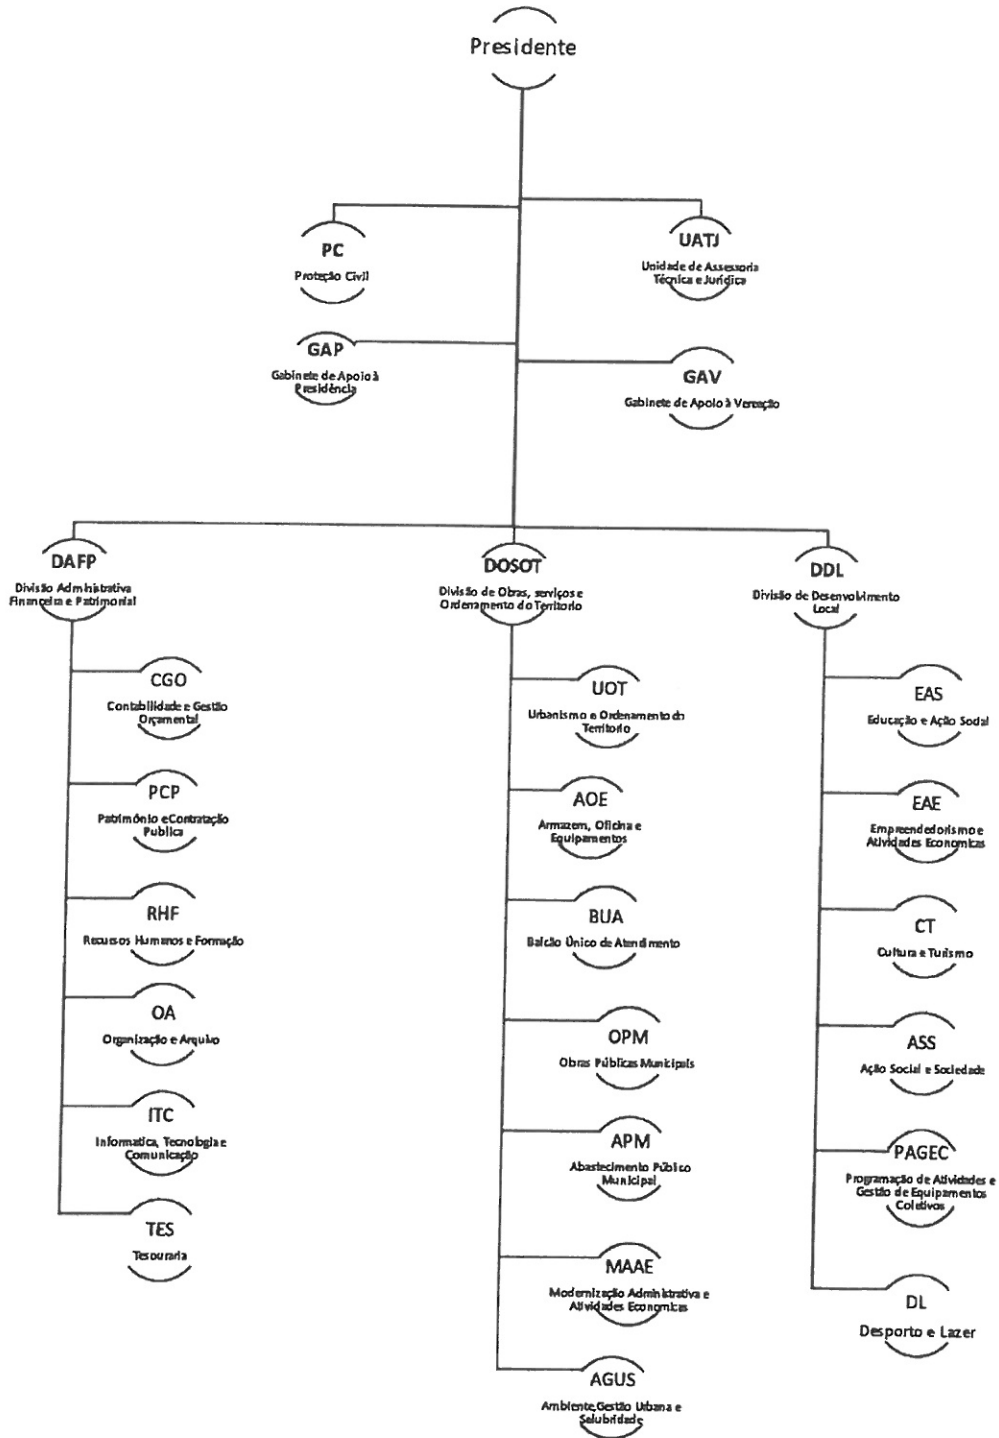 Presidente
PC
Proteção Civil
UATJ
Unidade de Assessoria
Técnica e Jurídica
GAP
Gabinete de Apoio à
Presidência
GAV
Gabinete de Apoio à Vereação
DAFP
Divisão Administrativa
Financeira e Patrimonial
DOSOT
Divisão de Obras, serviços e
Ordenamento do Territorio
DDL
Divisão de Desenvolvimento
Local
CGO
Contabilidade e Gestão
Orçamental
PCP
Património e Contratação
Publica
RHF
Recursos Humanos e Formação
OA
Organização e Arquivo
ITC
Informatica, Tecnologia e
Comunicação
TES
Tesouraria
UOT
Urbanismo e Ordenamento do
Territorio
AOE
Armazem, Oficina e
Equipamentos
BUA
Balcão Único de Atendimento
OPM
Obras Públicas Municipais
APM
Abastecimento Público
Municipal
MAAE
Modernização Administrativa e
Atividades Economicas
AGUS
Ambiente,Gestão Urbana e
Salubridade
EAS
Educação e Ação Social
EAE
Empreendedorismo e
Atividades Economicas
CT
Cultura e Turismo
ASS
Ação Social e Sociedade
PAGEC
Programação de Atividades e
Gestão de Equipamentos
Coletivos
DL
Desporto e Lazer